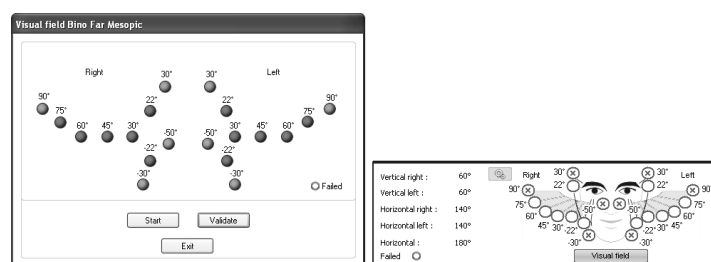 Visual field Bino Far Mesopic
Right Left
30° 30°
90° 22° 22° 90°
75° 75°
60° 45° 30° -50° -50° 30° 45° 60°
-22° -22°
-30° -30°
Failed
Start Validate
Exit
Vertical right : 60°
Vertical left : 60°
Horizontal right : 140°
Horizontal left : 140°
Horizontal : 180°
Failed
Right 30° 30° Left
22° 22°
90° 90
75° 75°
60° -50° 50° 60°
45° 30° -22° -22° 30° 45°
-30° -30°
Visual field